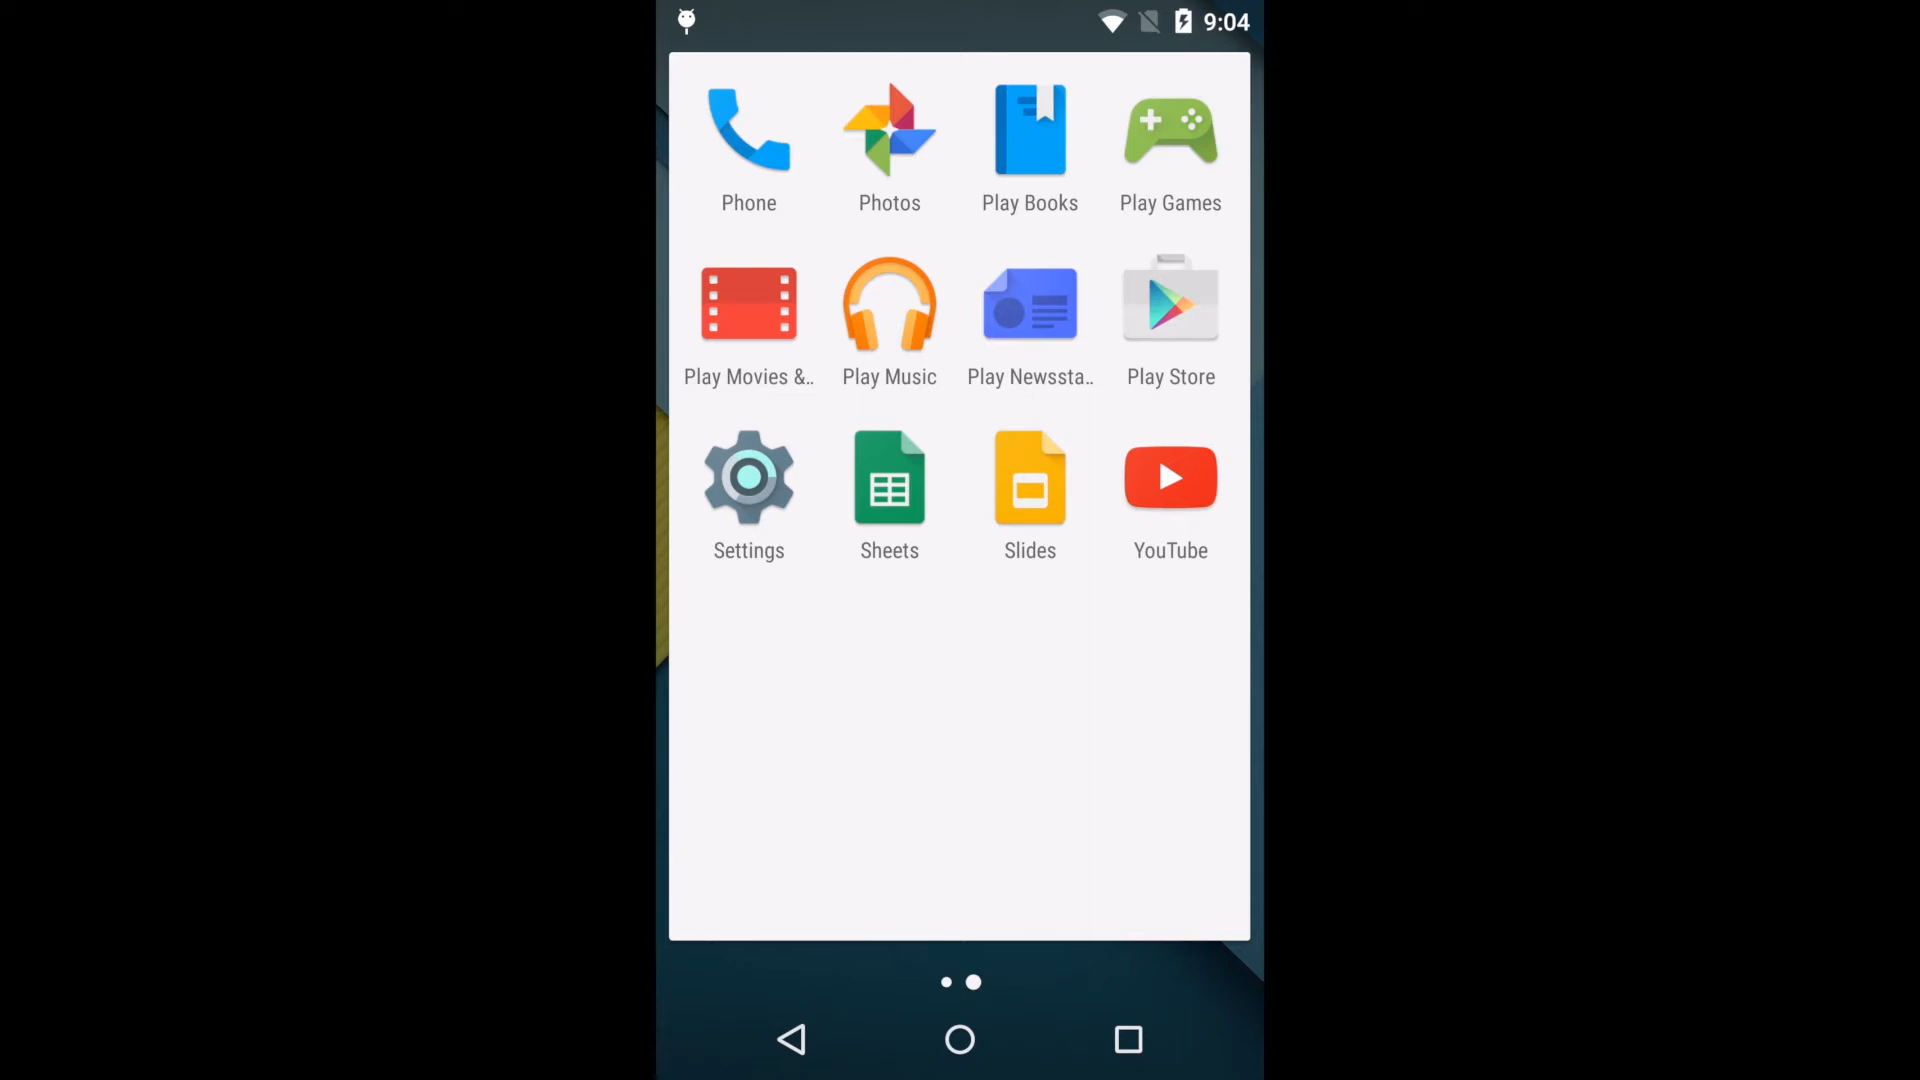 9:04
Phone Photos Play Books Play Games
Play Movies &.. Play Music Play Newssta.. Play Store
Settings Sheets Slides YouTube